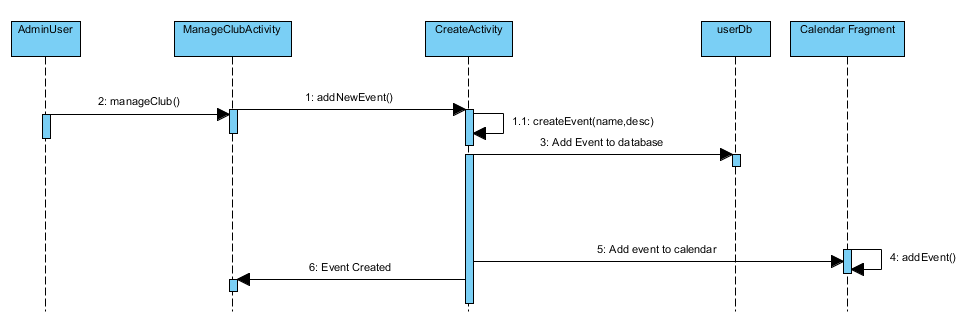 AdminUser
ManageClubActivity
CreateActivity
userDb
Calendar Fragment
2: manageClub()
1: addNewEvent()
1.1: createEvent(name,desc)
3: Add Event to database
5: Add event to calendar
4: addEvent()
6: Event Created